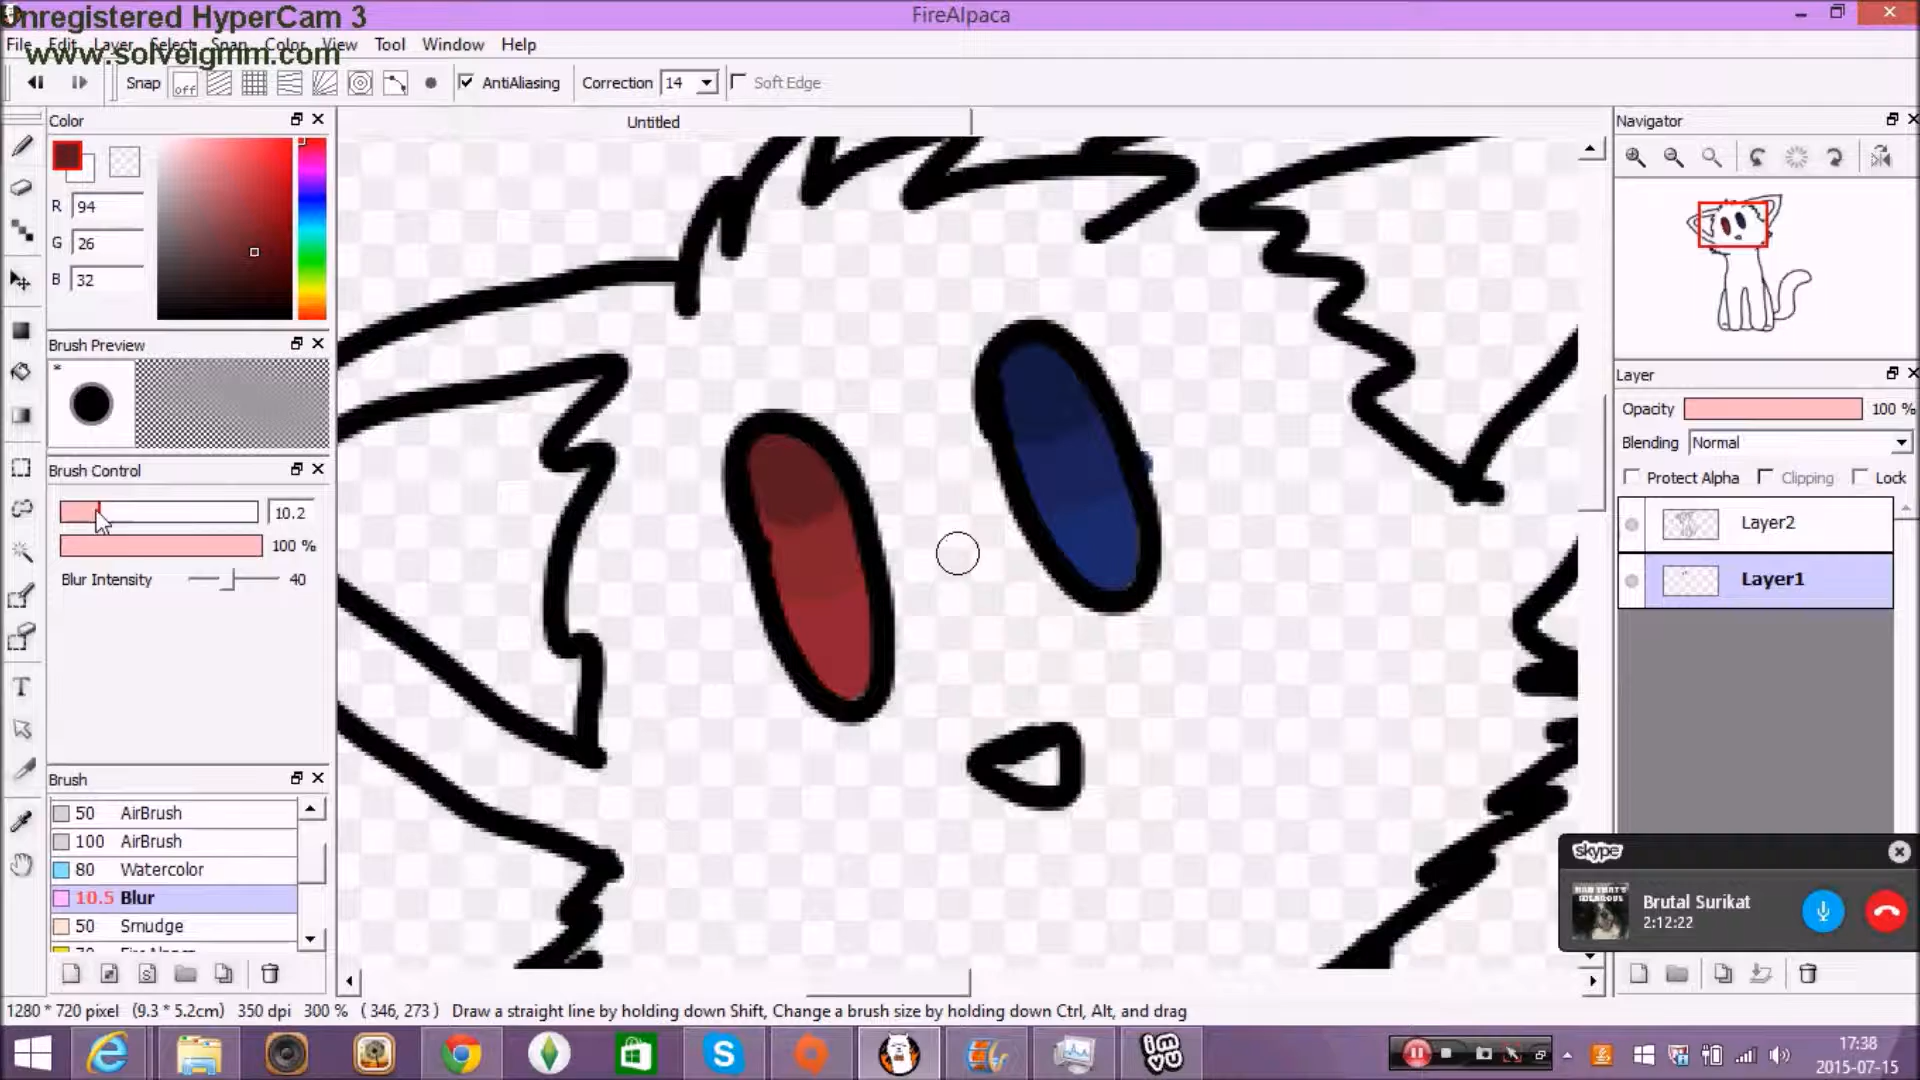 Unregistered HyperCam 3
www.solveigmm.com
FireAlpaca
File Edit Layer Select Snap Color View Tool Window Help
Snap off AntiAliasing Correction 14 Soft Edge
Color
Untitled
Navigator
R 94
G 26
B 32
Brush Preview
Layer
Opacity 100 %
Blending Normal
Protect Alpha Clipping Lock
Brush Control
10.2
100 %
Blur Intensity 40
Layer2
Layer1
Brush
50 AirBrush
100 AirBrush
80 Watercolor
10.5 Blur
50 Smudge
skype
Brutal Surikat
2:12:22
1280 * 720 pixel (9.3 * 5.2cm) 350 dpi 300 % ( 346, 273 ) Draw a straight line by holding down Shift, Change a brush size by holding down Ctrl, Alt, and drag
17:38
2015-07-15